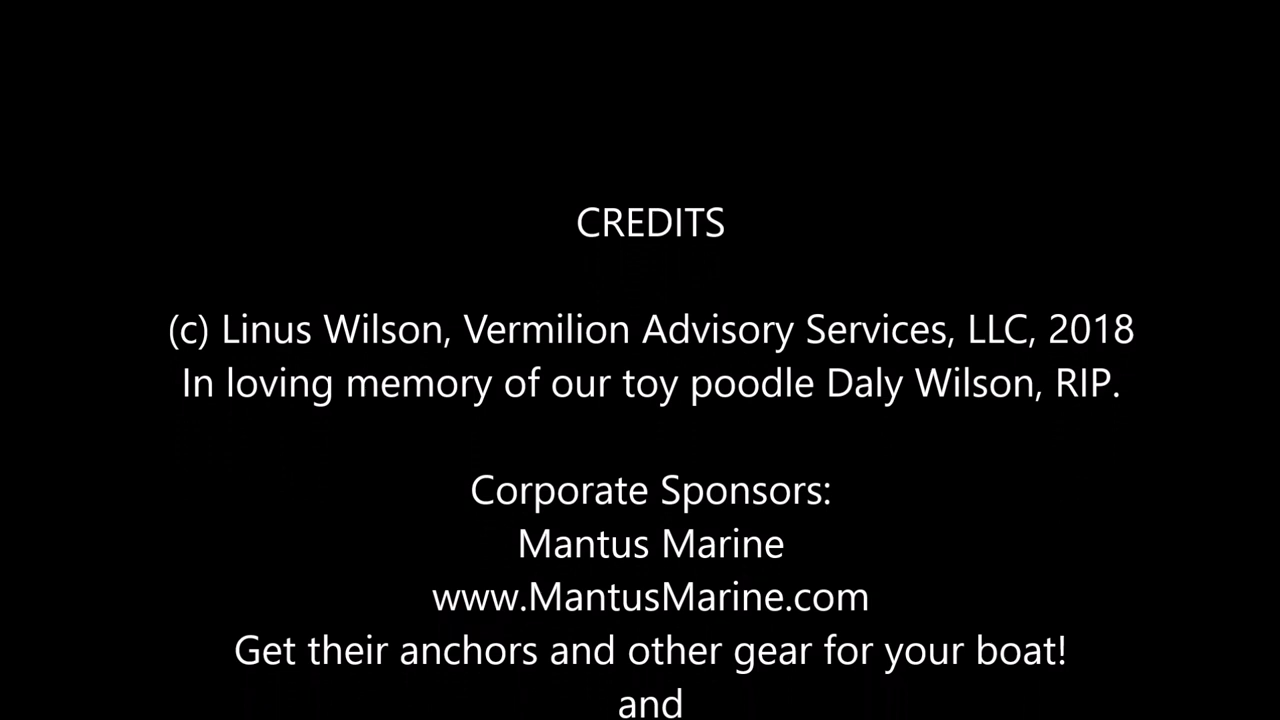 CREDITS
(c) Linus Wilson, Vermilion Advisory Services, LLC, 2018
In loving memory of our toy poodle Daly Wilson, RIP.
Corporate Sponsors:
Mantus Marine
www.MantusMarine.com
Get their anchors and other gear for your boat!
and